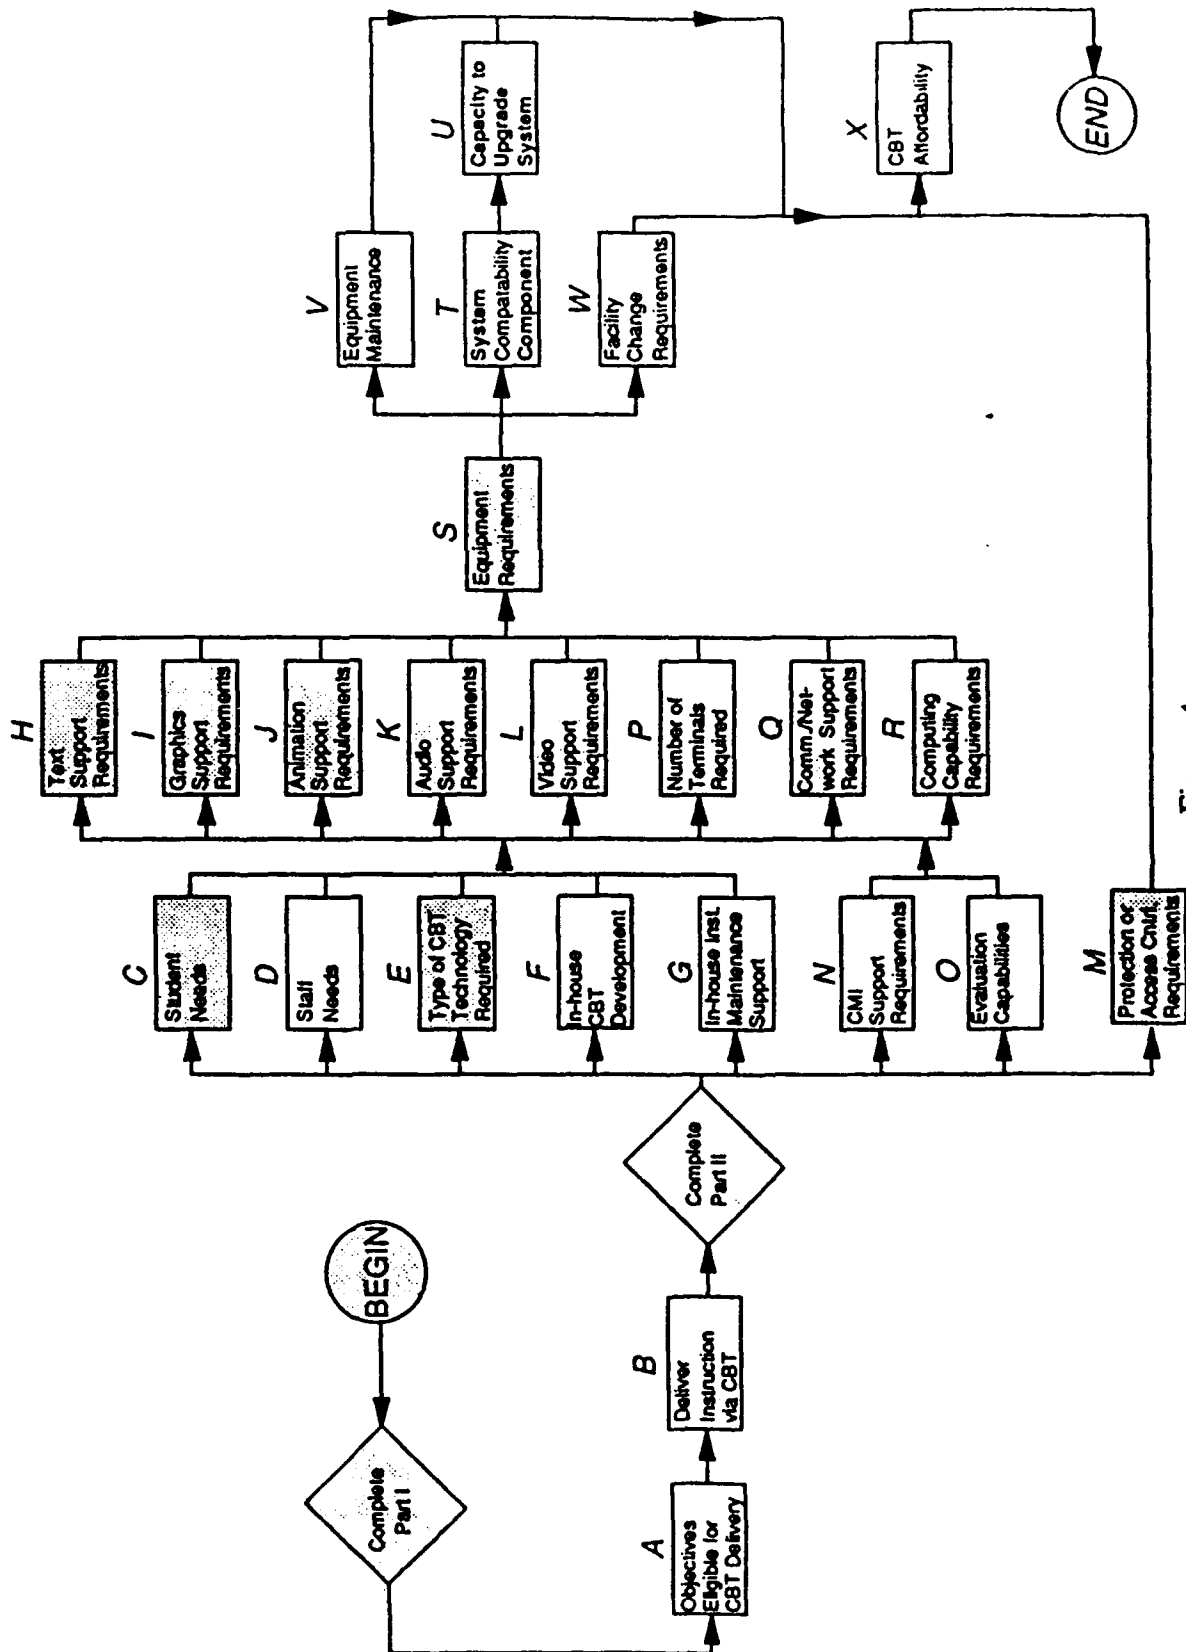 BEGIN
Complete
Part I
A
Objectives
Eligible for
CBT Delivery
B
Deliver
Instruction
via CBT
Complete
Part II
C
Student
Needs
D
Staff
Needs
E
Type of CBT
Technology
Required
F
In-house
CBT
Development
G
In-house Inst.
Maintenance
Support
N
CMI
Support
Requirements
O
Evaluation
Capabilities
M
Protection or
Access Cntrl.
Requirements
H
Text
Support
Requirements
I
Graphics
Support
Requirements
J
Animation
Support
Requirements
K
Audio
Support
Requirements
L
Video
Support
Requirements
P
Number of
Terminals
Required
Q
Comm./Net-
work Support
Requirements
R
Computing
Capability
Requirements
S
Equipment
Requirements
V
Equipment
Maintenance
T
System
Compatability
Component
U
Capacity to
Upgrade
System
W
Facility
Change
Requirements
X
CBT
Affordability
END